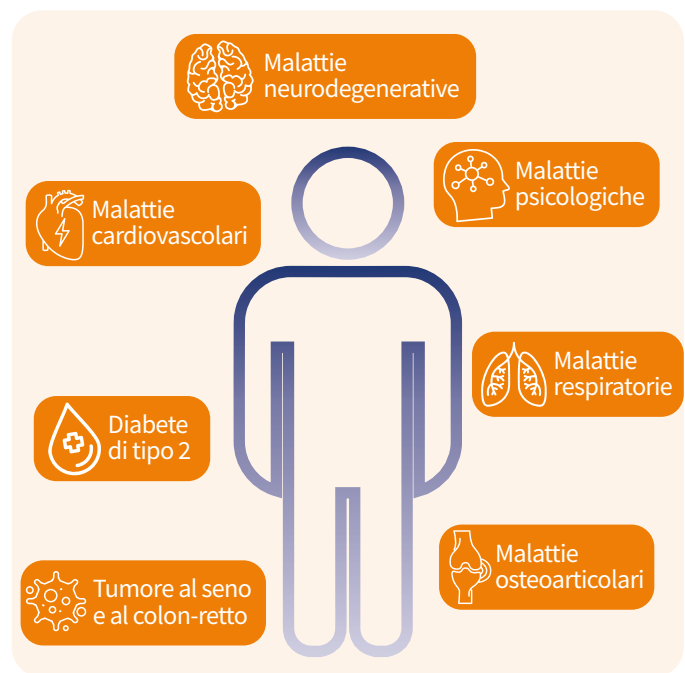 Malattie
neurodegenerative
Malattie
psicologiche
Malattie
cardiovascolari
Malattie
respiratorie
Diabete
di tipo 2
Malattie
osteoarticolari
Tumore al seno
e al colon-retto